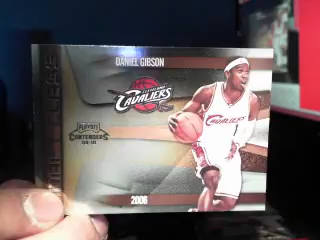 DANIEL GIBSON
CLEVELAND
CAVALIERS
PLAYOFF
CONTENDERS
CAVALIERS
1
2006